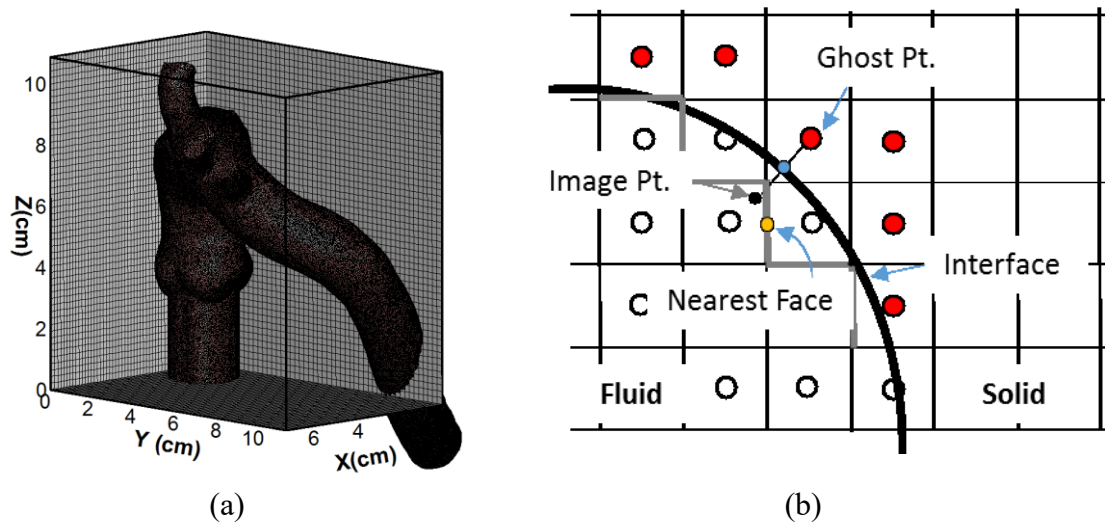 10
8
6
4
2
0
Z(cm)
0 2 4 6 8 10
Y (cm)
6 4
X(cm)
(a)
Ghost Pt.
Image Pt.
Interface
Nearest Face
Fluid
Solid
(b)